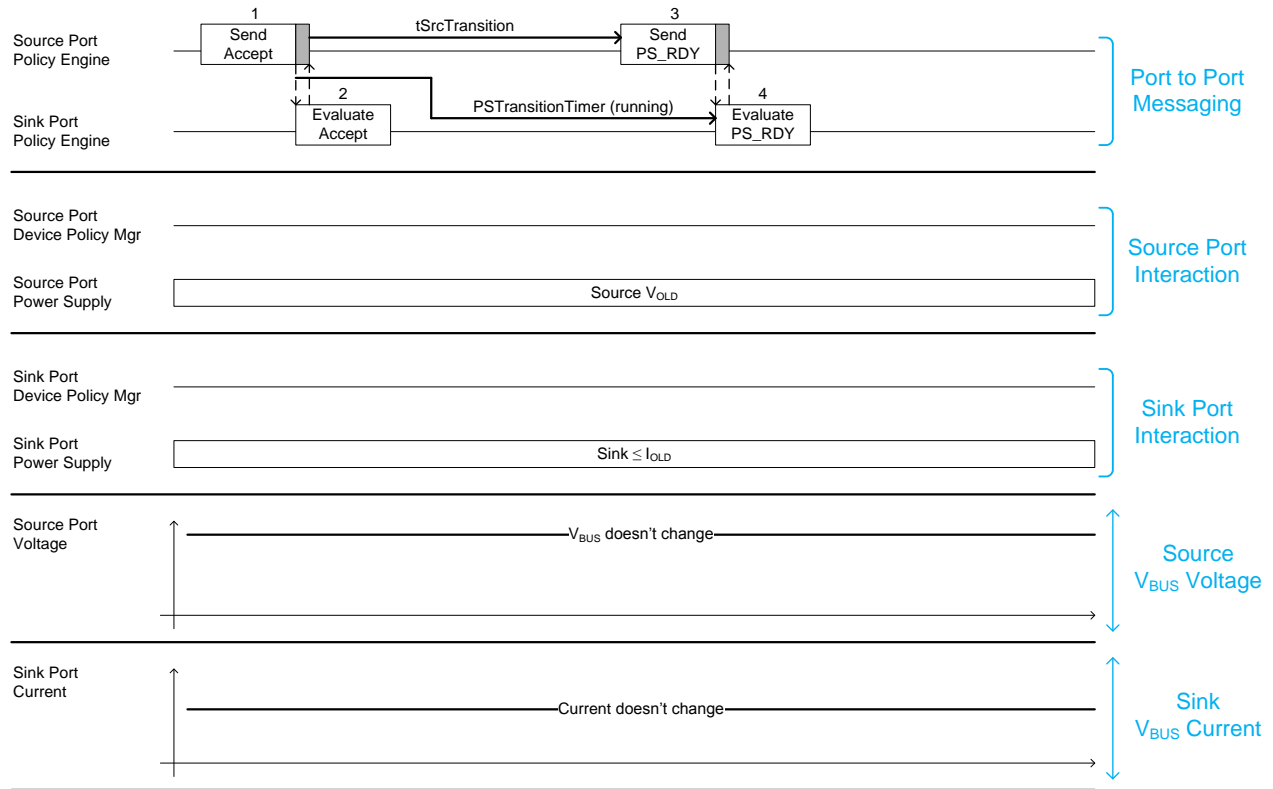 1
3
Source Port
Policy Engine
Send
Accept
tSrcTransition
Send
PS_RDY
2
4
PSTransitionTimer (running)
Sink Port
Policy Engine
Evaluate
Accept
Evaluate
PS_RDY
Port to Port
Messaging
Source Port
Device Policy Mgr
Source Port
Power Supply
Source VOLD
Source Port
Interaction
Sink Port
Device Policy Mgr
Sink Port
Power Supply
Sink ≤ IOLD
Sink Port
Interaction
Source Port
Voltage
VBUS doesn't change
Source
VBUS Voltage
Sink Port
Current
Current doesn't change
Sink
VBUS Current